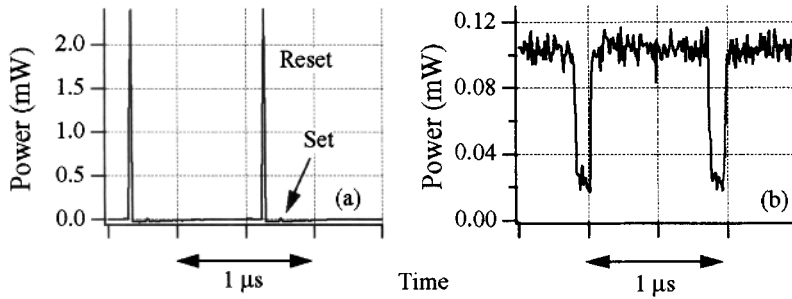 Power (mW)
2.0
1.5
1.0
0.5
0.0
Reset
Set
(a)
1 μs
Time
Power (mW)
0.12
0.08
0.04
0.00
(b)
1 μs